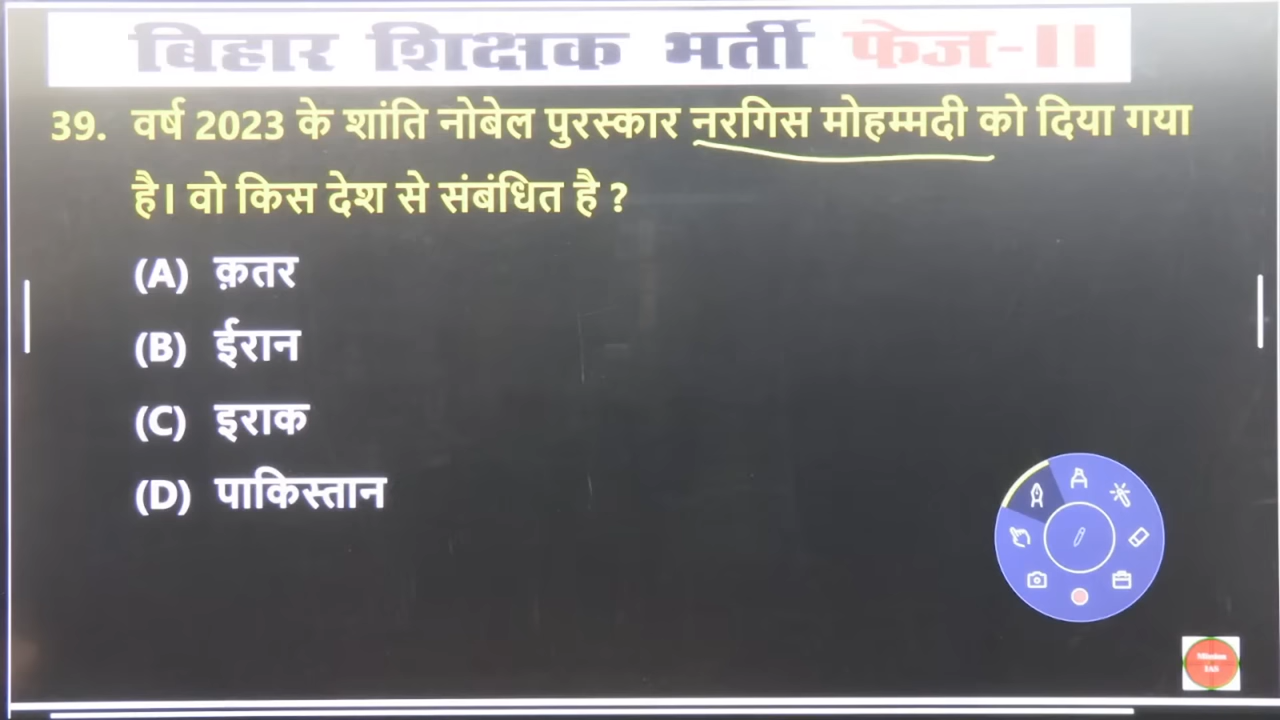 बिहार शिक्षक भर्ती फेज-II
39. वर्ष 2023 के शांति नोबेल पुरस्कार नरगिस मोहम्मदी को दिया गया
है। वो किस देश से संबंधित है ?
(A) क़तर
(B) ईरान
(C) इराक
(D) पाकिस्तान